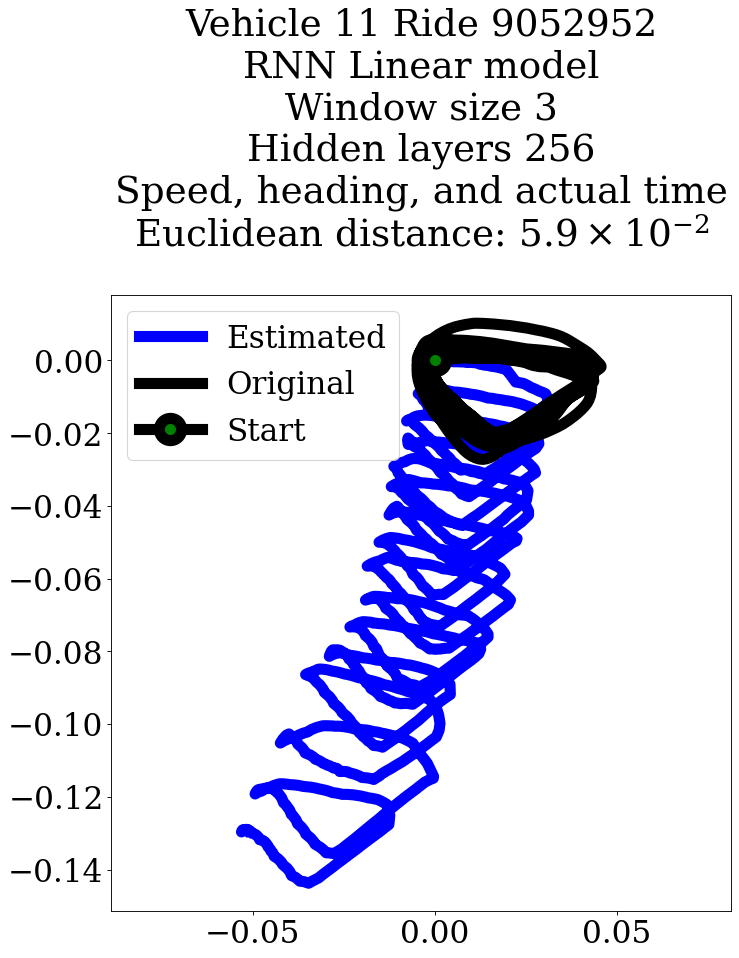 Vehicle 11 Ride 9052952
RNN Linear model
Window size 3
Hidden layers 256
Speed, heading, and actual time
Euclidean distance: 5.9 × 10⁻²
Estimated
Original
Start
0.00
−0.02
−0.04
−0.06
−0.08
−0.10
−0.12
−0.14
−0.05 0.00 0.05